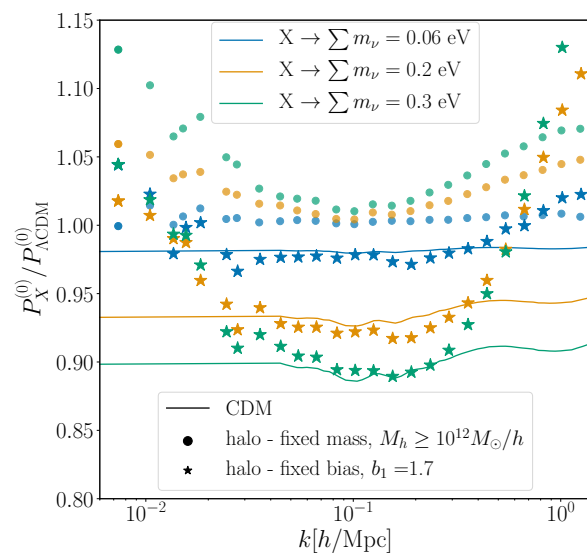 X → ∑ m_ν = 0.06 eV
X → ∑ m_ν = 0.2 eV
X → ∑ m_ν = 0.3 eV
1.15
1.10
1.05
1.00
0.95
0.90
0.85
0.80
P_X^{(0)}/P_{ΛCDM}^{(0)}
CDM
halo - fixed mass, M_h ≥ 10^{12}M_⊙/h
halo - fixed bias, b_1 =1.7
10^{−2} 10^{−1} 10^0
k[h/Mpc]